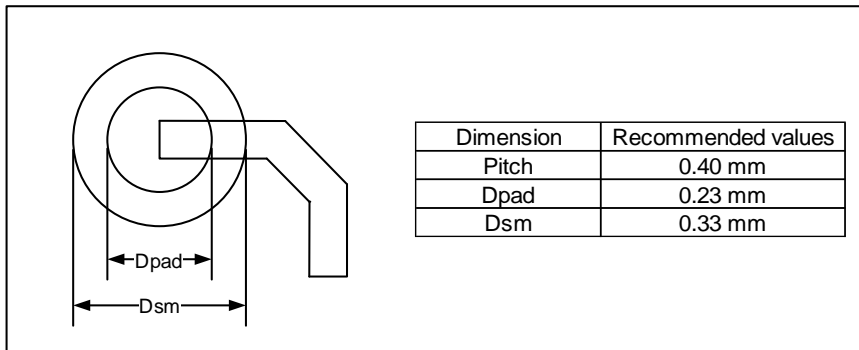 Dpad
Dsm
Dimension Recommended values
Pitch 0.40 mm
Dpad 0.23 mm
Dsm 0.33 mm